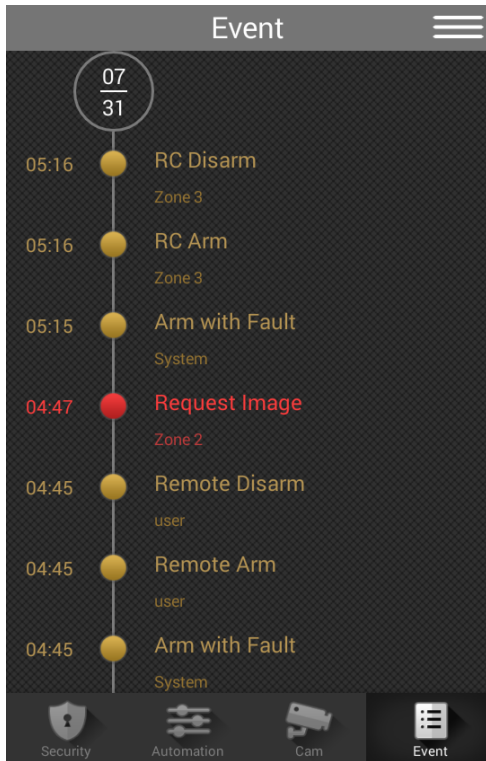 Event
07
31
05:16 RC Disarm
Zone 3
05:16 RC Arm
Zone 3
05:15 Arm with Fault
System
04:47 Request Image
Zone 2
04:45 Remote Disarm
user
04:45 Remote Arm
user
04:45 Arm with Fault
System
Security Automation Cam Event